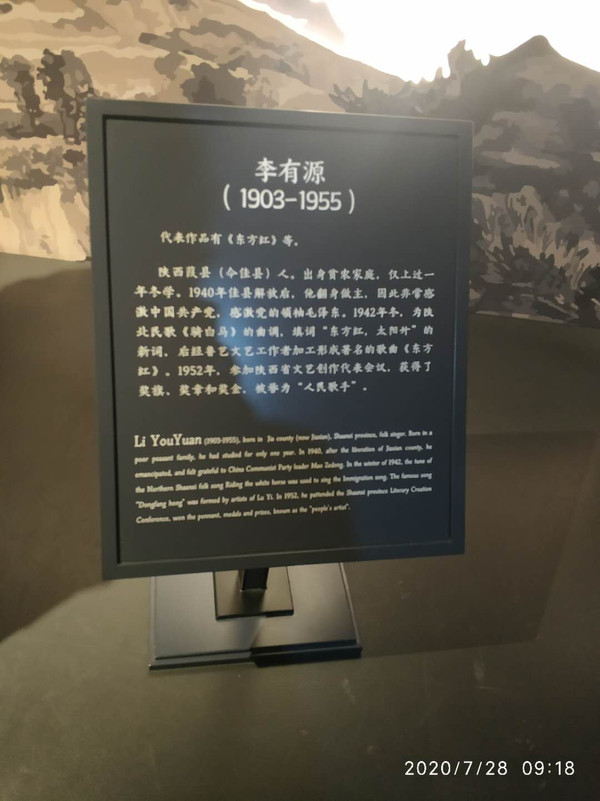 李有源
（1903-1955）
代表作品有《东方红》等。
陕西葭县（今佳县）人，出身贫农家庭，仅上过一
年冬学。1940年佳县解放后，他翻身做主，因此非常感
激中国共产党，感激党的领袖毛泽东。1942年冬，为陕
北民歌《骑白马》的曲调，填词“东方红，太阳升”的
新词，后经鲁艺文艺工作者加工形成著名的歌曲《东方
红》。1952年，参加陕西省文艺创作代表会议，获得了
奖旗、奖章和奖金，被誉为“人民歌手”。
Li YouYuan (1903-1955), born in Jia county (now Jiaxian), Shaanxi province, folk singer. Born in a
poor peasant family, he had studied for only one year. In 1940, after the liberation of Jiaxian county, he
emancipated, and felt grateful to China Communist Party leader Mao Zedong. In the winter of 1942, the tune of
the Northern Shaanxi folk song Riding the white horse was used to sing the Immigration song. The famous song
"Dongfang hong" was formed by artists of Lu Yi. In 1952, he pattended the Shaanxi province Literary Creation
Conference, won the pennant, medals and prizes, known as the "people's artist".
2020/7/28 09:18